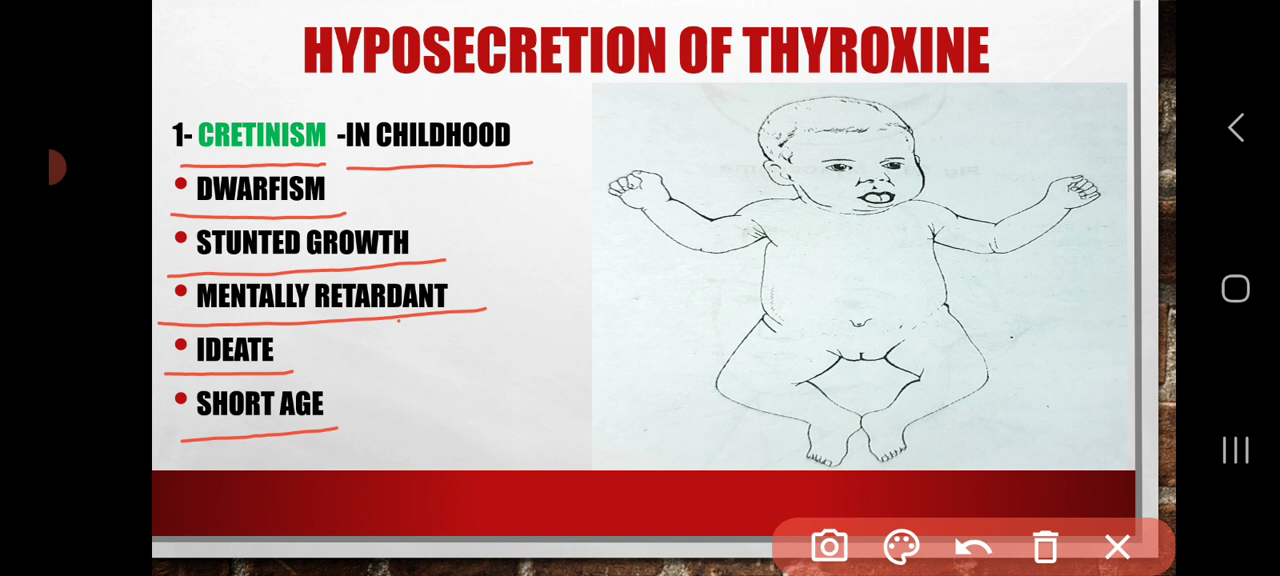 HYPOSECRETION OF THYROXINE
1- CRETINISM -IN CHILDHOOD
• DWARFISM
• STUNTED GROWTH
• MENTALLY RETARDANT
• IDEATE
• SHORT AGE